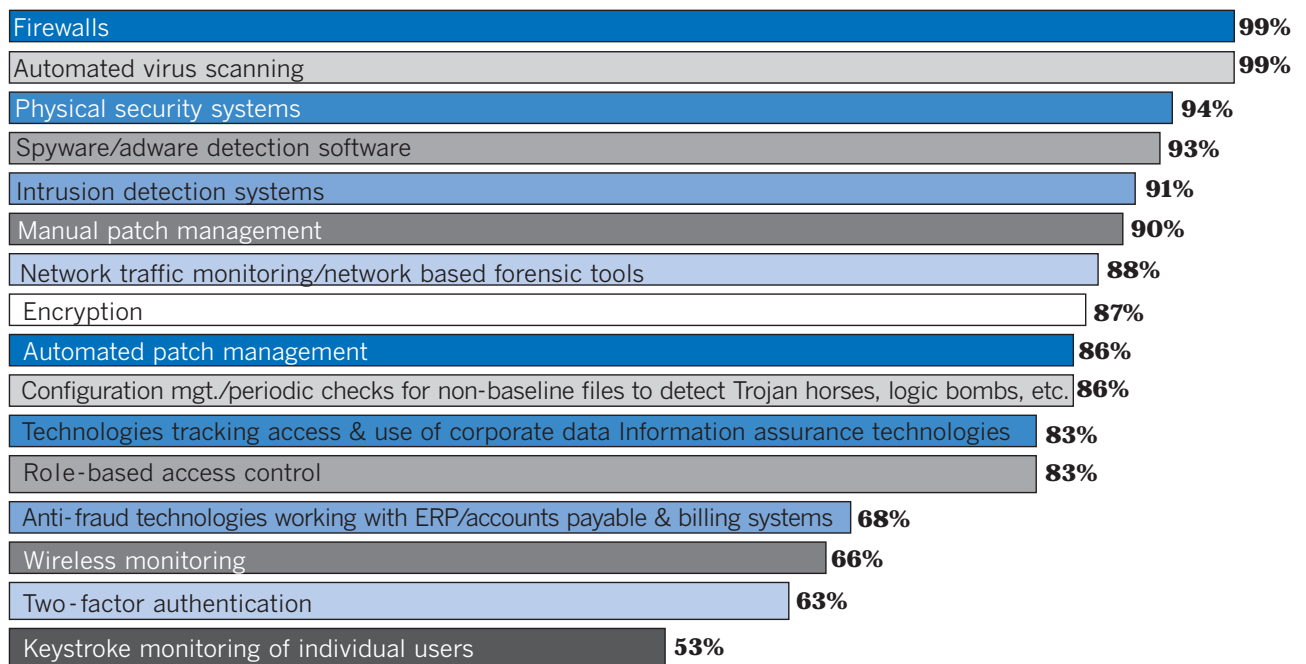 Firewalls 99%
Automated virus scanning 99%
Physical security systems 94%
Spyware/adware detection software 93%
Intrusion detection systems 91%
Manual patch management 90%
Network traffic monitoring/network based forensic tools 88%
Encryption 87%
Automated patch management 86%
Configuration mgt./periodic checks for non-baseline files to detect Trojan horses, logic bombs, etc. 86%
Technologies tracking access & use of corporate data Information assurance technologies 83%
Role-based access control 83%
Anti-fraud technologies working with ERP/accounts payable & billing systems 68%
Wireless monitoring 66%
Two-factor authentication 63%
Keystroke monitoring of individual users 53%